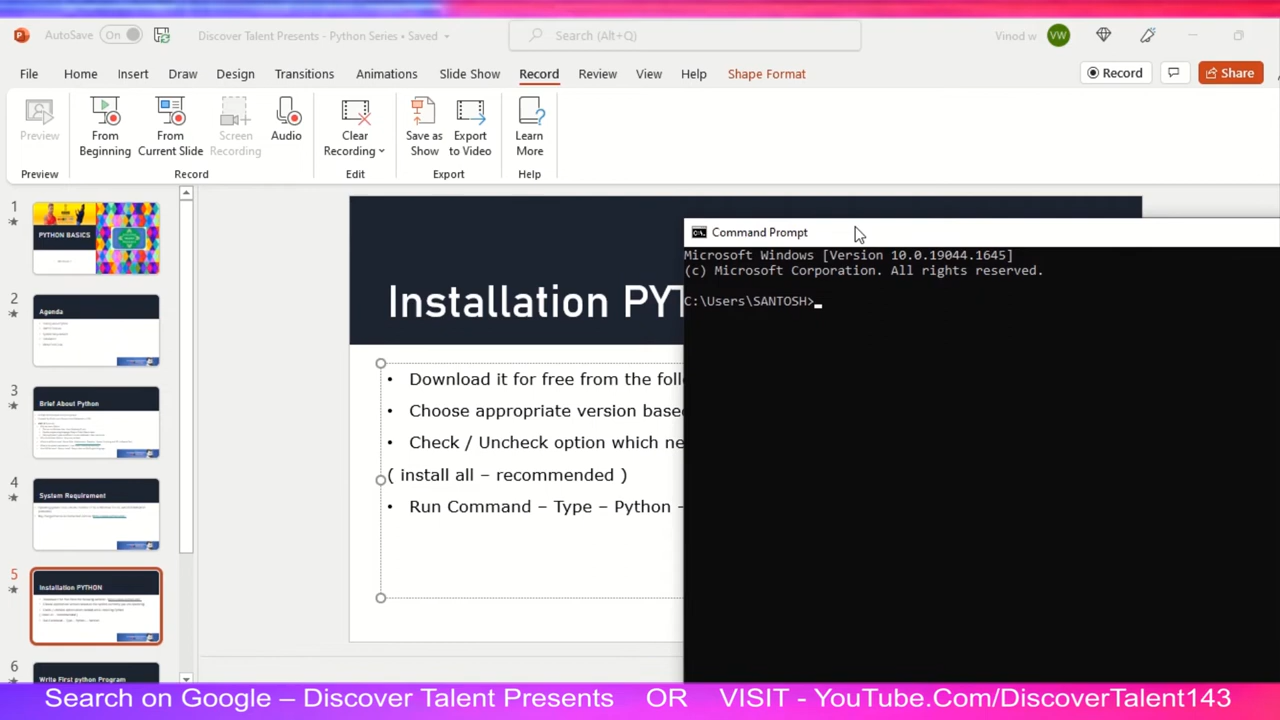 AutoSave On Discover Talent Presents - Python Series • Saved Search (Alt+Q) Vinod w VW
File Home Insert Draw Design Transitions Animations Slide Show Record Review View Help Shape Format Record Share
Preview
From Beginning
From Current Slide
Screen Recording
Audio
Clear Recording
Save as Show
Export to Video
Learn More
Preview Record Edit Export Help
1
PYTHON BASICS
2
Agenda
3
Brief About Python
4
System Requirement
5
Installation PYTHON
6
Write First python Program
Installation PYT
• Download it for free from the foll
• Choose appropriate version base
• Check / Uncheck option which ne
( install all – recommended )
• Run Command – Type – Python –
Command Prompt
Microsoft Windows [Version 10.0.19044.1645]
(c) Microsoft Corporation. All rights reserved.
C:\Users\SANTOSH>
Search on Google – Discover Talent Presents OR VISIT - YouTube.Com/DiscoverTalent143